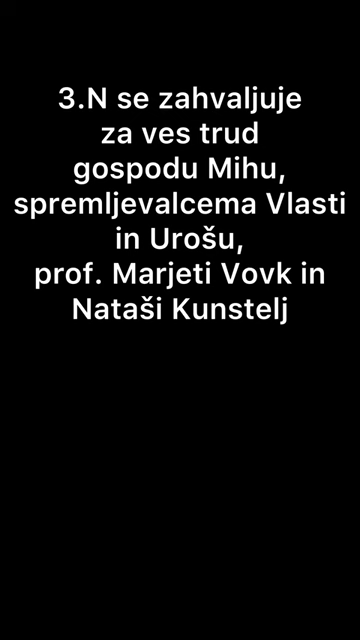 3.N se zahvaljuje
za ves trud
gospodu Mihu,
spremljevalcema Vlasti
in Urošu,
prof. Marjeti Vovk in
Nataši Kunstelj